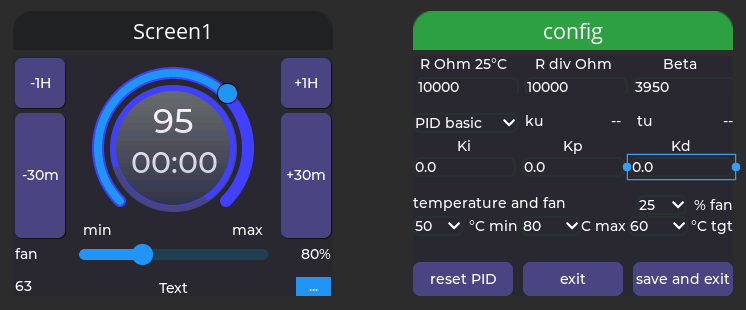 Screen1
-1H
+1H
95
00:00
-30m
+30m
min
max
fan
80%
63
Text
...
config
R Ohm 25°C
R div Ohm
Beta
10000
10000
3950
PID basic
ku
--
tu
--
Ki
Kp
Kd
0.0
0.0
0.0
temperature and fan
25
% fan
50
°C min
80
C max
60
°C tgt
reset PID
exit
save and exit